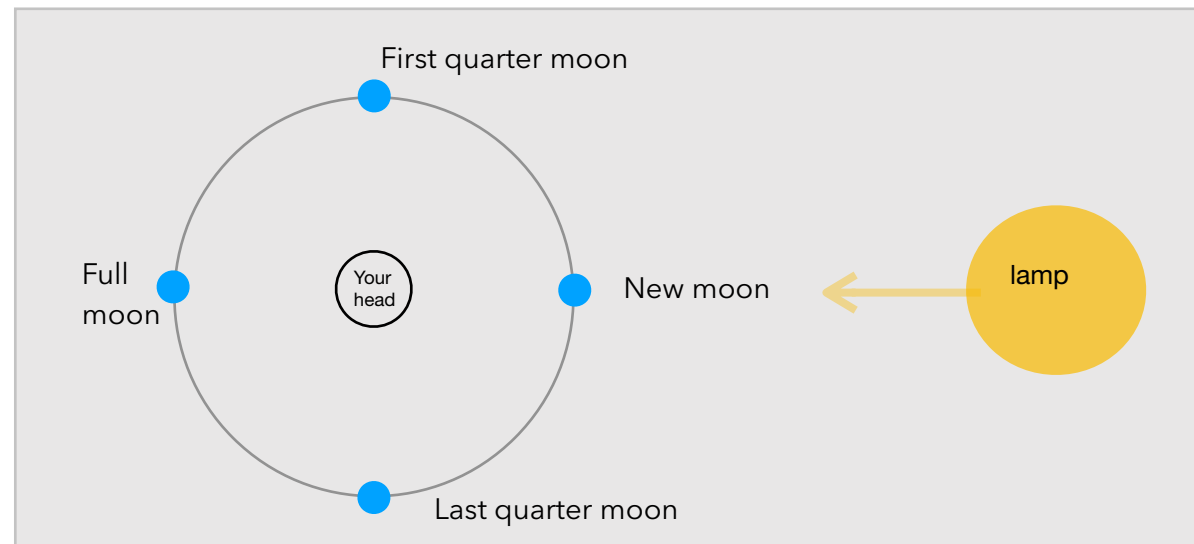 First quarter moon
Full
moon
Your
head
New moon
lamp
Last quarter moon